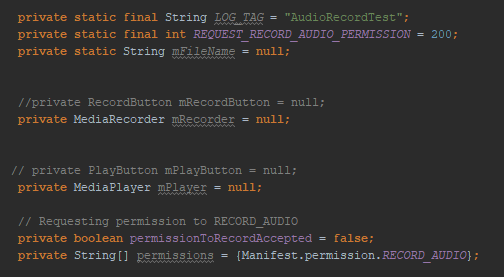 private static final String LOG_TAG = "AudioRecordTest";
private static final int REQUEST_RECORD_AUDIO_PERMISSION = 200;
private static String mFileName = null;
//private RecordButton mRecordButton = null;
private MediaRecorder mRecorder = null;
// private PlayButton mPlayButton = null;
private MediaPlayer mPlayer = null;
// Requesting permission to RECORD_AUDIO
private boolean permissionToRecordAccepted = false;
private String[] permissions = {Manifest.permission.RECORD_AUDIO};